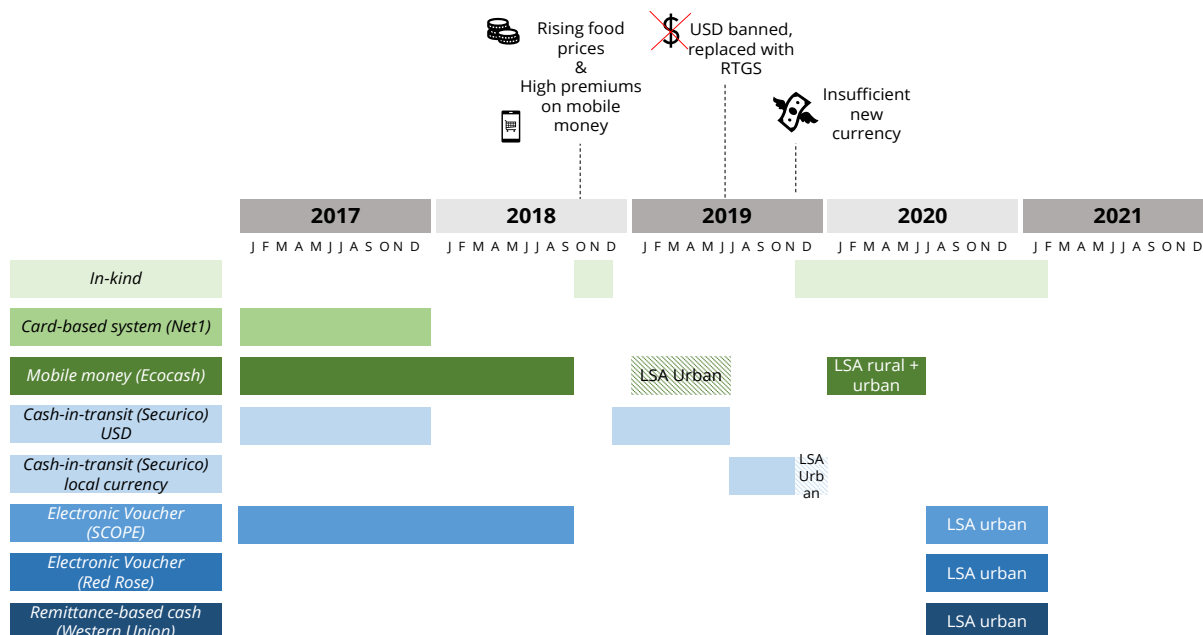 Rising food
prices
&
High premiums
on mobile
money
$
USD banned,
replaced with
RTGS
Insufficient
new
currency
2017 2018 2019 2020 2021
J F M A M J J A S O N D J F M A M J J A S O N D J F M A M J J A S O N D J F M A M J J A S O N D J F M A M J J A S O N D
In-kind
Card-based system (Net1)
Mobile money (Ecocash)
LSA Urban
LSA rural +
urban
Cash-in-transit (Securico)
USD
Cash-in-transit (Securico)
local currency
LSA
Urb
an
Electronic Voucher
(SCOPE)
LSA urban
Electronic Voucher
(Red Rose)
LSA urban
Remittance-based cash
(Western Union)
LSA urban